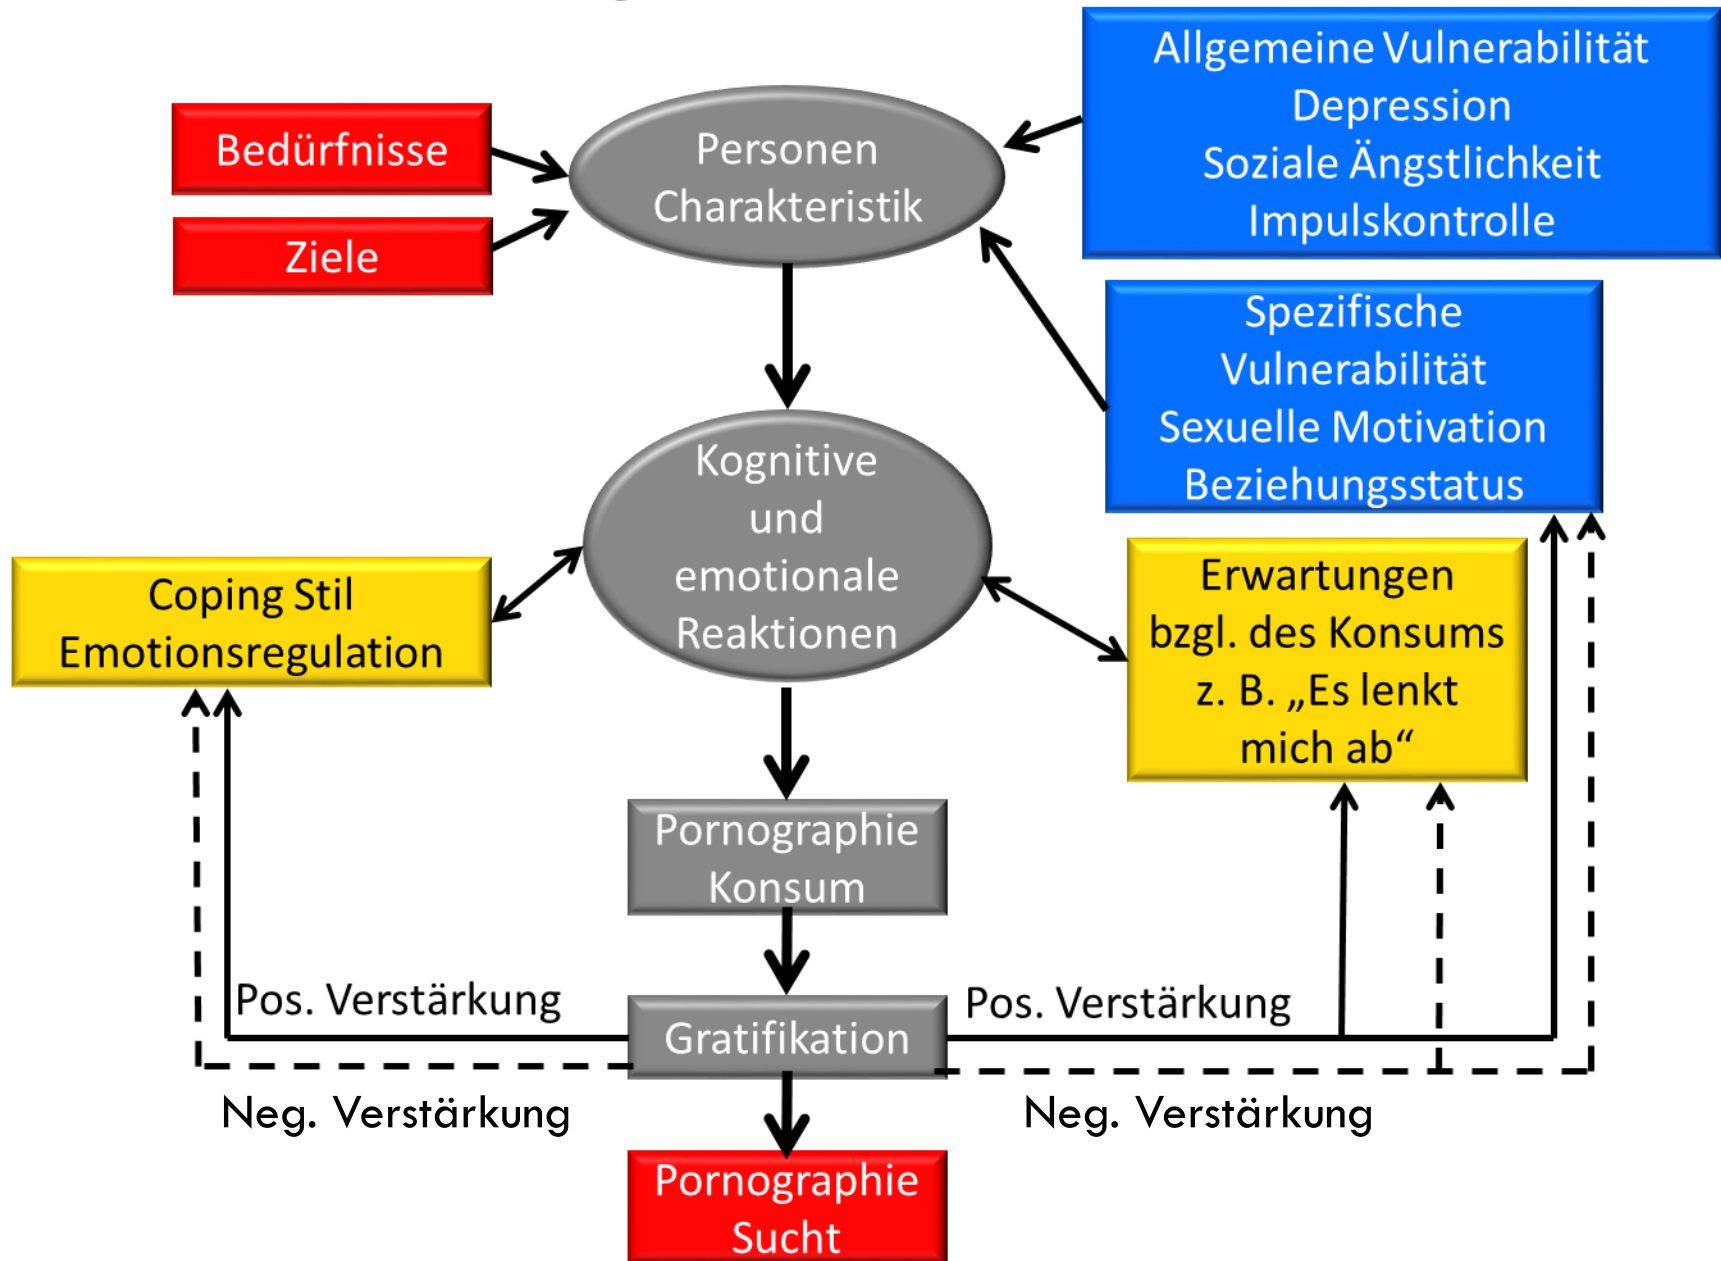 Allgemeine Vulnerabilität
Depression
Soziale Ängstlichkeit
Impulskontrolle
Bedürfnisse
Ziele
Personen
Charakteristik
Spezifische
Vulnerabilität
Sexuelle Motivation
Beziehungsstatus
Kognitive
und
emotionale
Reaktionen
Coping Stil
Emotionsregulation
Erwartungen
bzgl. des Konsums
z. B. „Es lenkt
mich ab“
Pornographie
Konsum
Pos. Verstärkung
Gratifikation
Pos. Verstärkung
Neg. Verstärkung
Neg. Verstärkung
Pornographie
Sucht